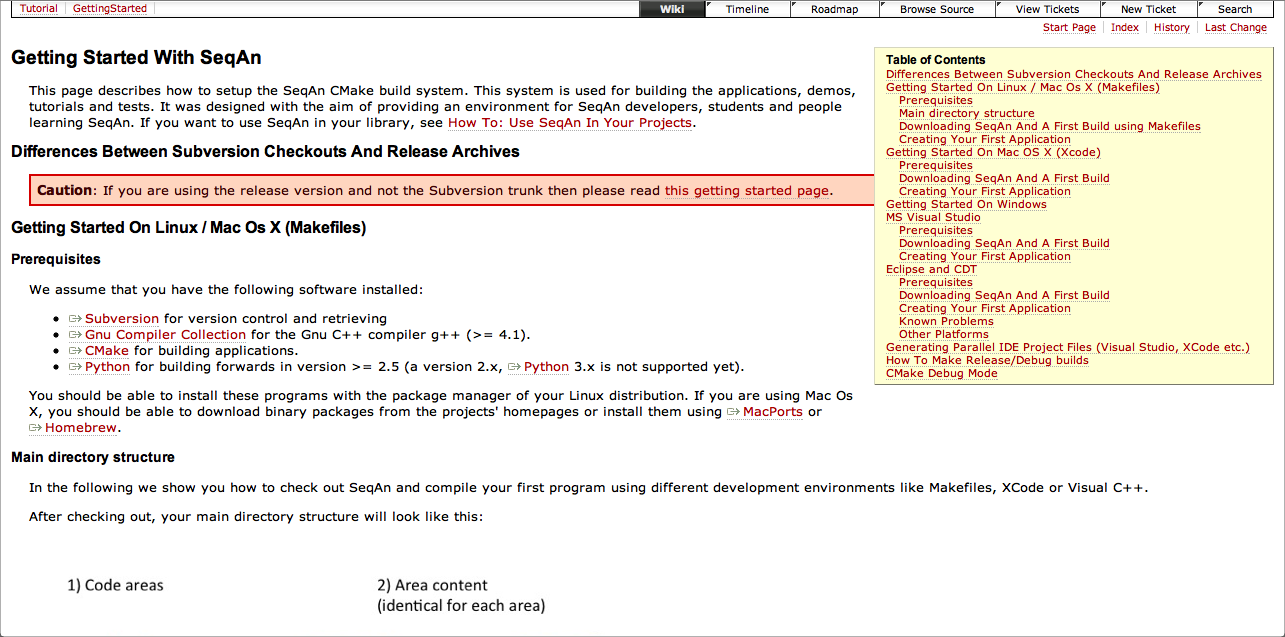 Tutorial GettingStarted
Wiki Timeline Roadmap Browse Source View Tickets New Ticket Search
Start Page Index History Last Change
Getting Started With SeqAn
This page describes how to setup the SeqAn CMake build system. This system is used for building the applications, demos,
tutorials and tests. It was designed with the aim of providing an environment for SeqAn developers, students and people
learning SeqAn. If you want to use SeqAn in your library, see How To: Use SeqAn In Your Projects.
Differences Between Subversion Checkouts And Release Archives
Caution: If you are using the release version and not the Subversion trunk then please read this getting started page.
Getting Started On Linux / Mac Os X (Makefiles)
Prerequisites
We assume that you have the following software installed:
• Subversion for version control and retrieving
• Gnu Compiler Collection for the Gnu C++ compiler g++ (>= 4.1).
• CMake for building applications.
• Python for building forwards in version >= 2.5 (a version 2.x, Python 3.x is not supported yet).
You should be able to install these programs with the package manager of your Linux distribution. If you are using Mac Os
X, you should be able to download binary packages from the projects' homepages or install them using MacPorts or
Homebrew.
Main directory structure
In the following we show you how to check out SeqAn and compile your first program using different development environments like Makefiles, XCode or Visual C++.
After checking out, your main directory structure will look like this:
1) Code areas
2) Area content
(identical for each area)
Table of Contents
Differences Between Subversion Checkouts And Release Archives
Getting Started On Linux / Mac Os X (Makefiles)
Prerequisites
Main directory structure
Downloading SeqAn And A First Build using Makefiles
Creating Your First Application
Getting Started On Mac OS X (Xcode)
Prerequisites
Downloading SeqAn And A First Build
Creating Your First Application
Getting Started On Windows
MS Visual Studio
Prerequisites
Downloading SeqAn And A First Build
Creating Your First Application
Eclipse and CDT
Prerequisites
Downloading SeqAn And A First Build
Creating Your First Application
Known Problems
Other Platforms
Generating Parallel IDE Project Files (Visual Studio, XCode etc.)
How To Make Release/Debug builds
CMake Debug Mode